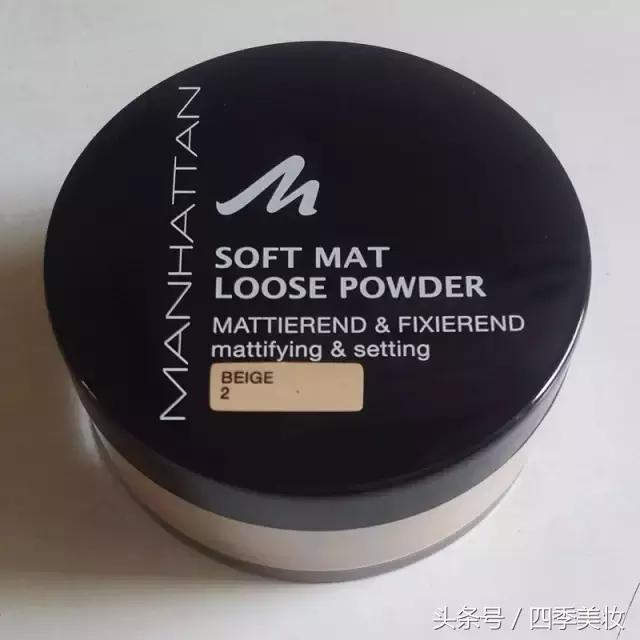 MANHATTAN
SOFT MAT
LOOSE POWDER
MATTIEREND & FIXIEREND
mattifying & setting
BEIGE
2
头条号 / 四季美妆